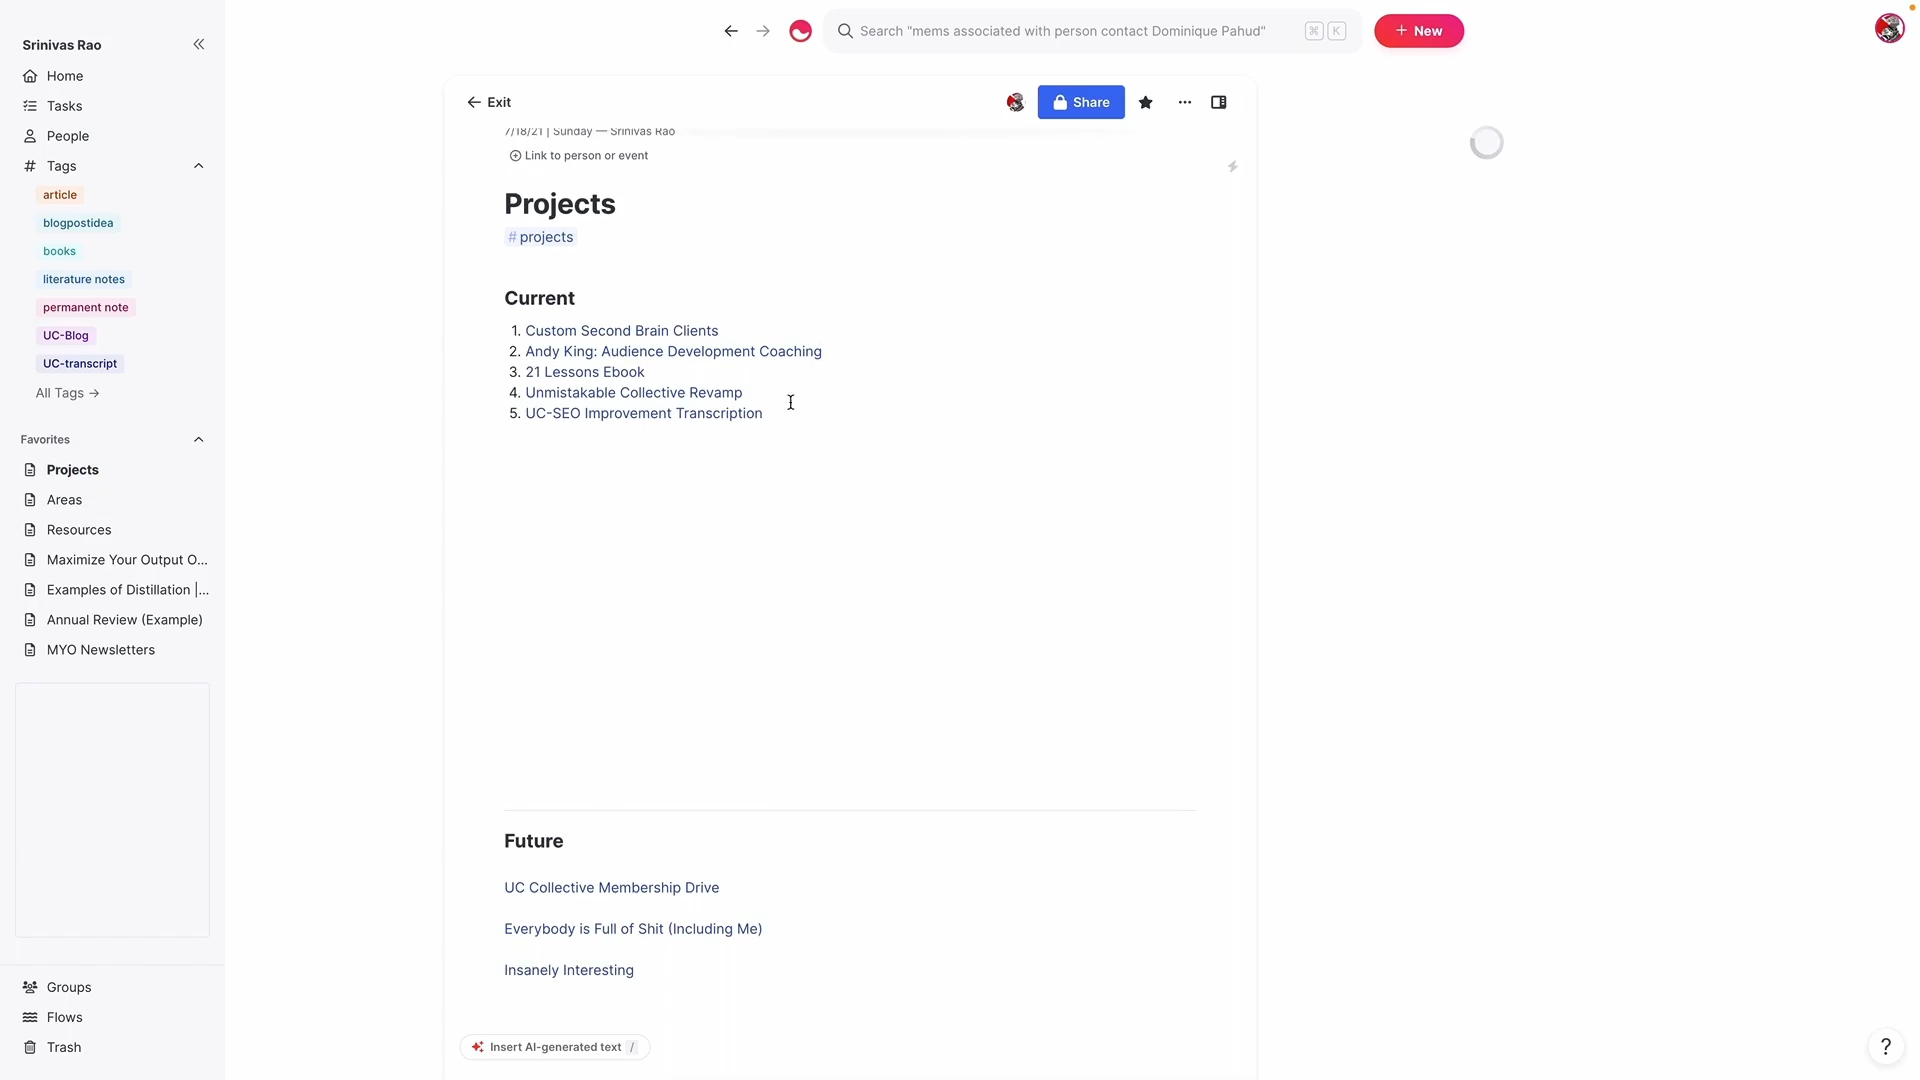 Srinivas Rao
Home
Tasks
People
# Tags
article
blogpostidea
books
literature notes
permanent note
UC-Blog
UC-transcript
All Tags →
Favorites
Projects
Areas
Resources
Maximize Your Output O...
Examples of Distillation |...
Annual Review (Example)
MYO Newsletters
Groups
Flows
Trash
Search "mems associated with person contact Dominique Pahud" ⌘ K
+ New
← Exit
Share
7/18/21 | Sunday — Srinivas Rao
Link to person or event
Projects
# projects
Current
1. Custom Second Brain Clients
2. Andy King: Audience Development Coaching
3. 21 Lessons Ebook
4. Unmistakable Collective Revamp
5. UC-SEO Improvement Transcription
Future
UC Collective Membership Drive
Everybody is Full of Shit (Including Me)
Insanely Interesting
Insert AI-generated text /
?